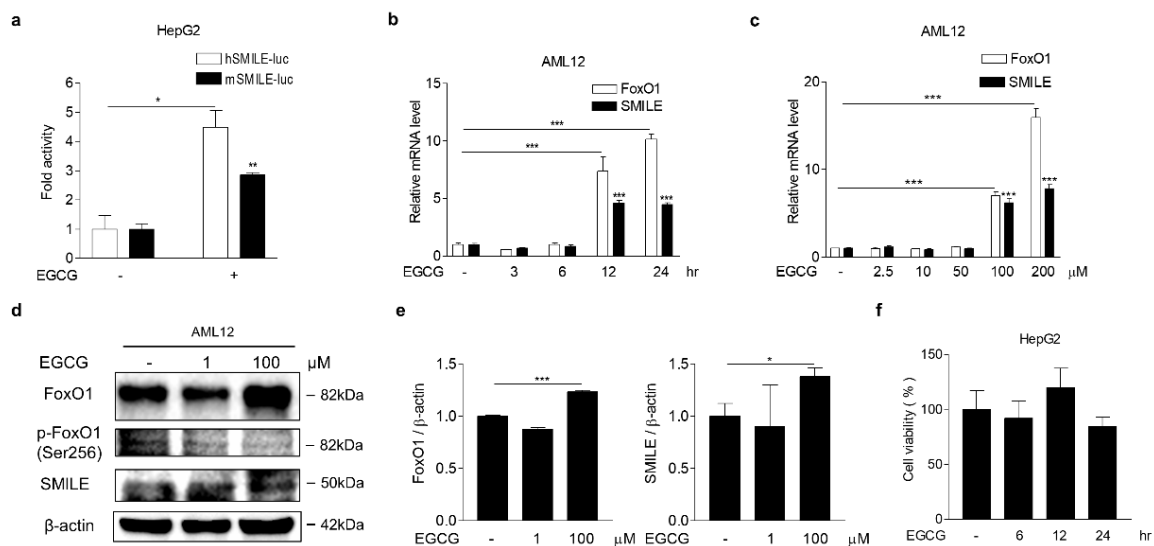 a
HepG2
hSMILE-luc
mSMILE-luc
Fold activity
6
5
4
3
2
1
0
*
**
EGCG - +
b
AML12
FoxO1
SMILE
Relative mRNA level
15
10
5
0
***
***
*** ***
EGCG - 3 6 12 24 hr
c
AML12
FoxO1
SMILE
Relative mRNA level
20
15
10
5
0
***
***
*** ***
EGCG - 2.5 10 50 100 200 μM
d
AML12
EGCG - 1 100 μM
FoxO1 – 82kDa
p-FoxO1
(Ser256) – 82kDa
SMILE – 50kDa
β-actin – 42kDa
e
FoxO1 / β-actin
1.5
1.0
0.5
0.0
***
EGCG - 1 100 μM
SMILE / β-actin
1.5
1.0
0.5
0.0
*
EGCG - 1 100 μM
f
HepG2
Cell viability ( % )
150
100
50
0
EGCG - 6 12 24 hr